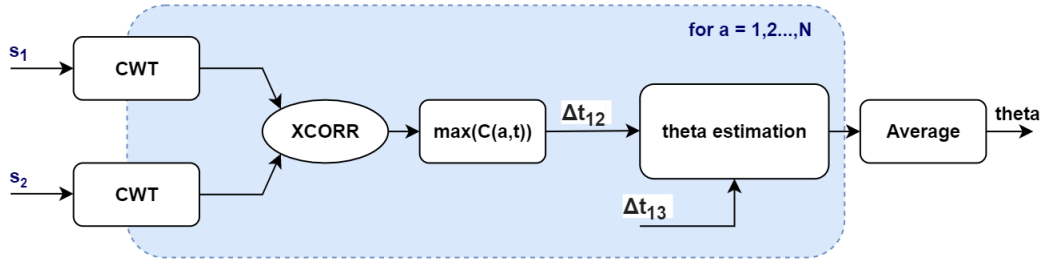 for a = 1,2...,N
s₁
CWT
XCORR
max(C(a,t))
Δt₁₂
theta estimation
Average
theta
s₂
CWT
Δt₁₃